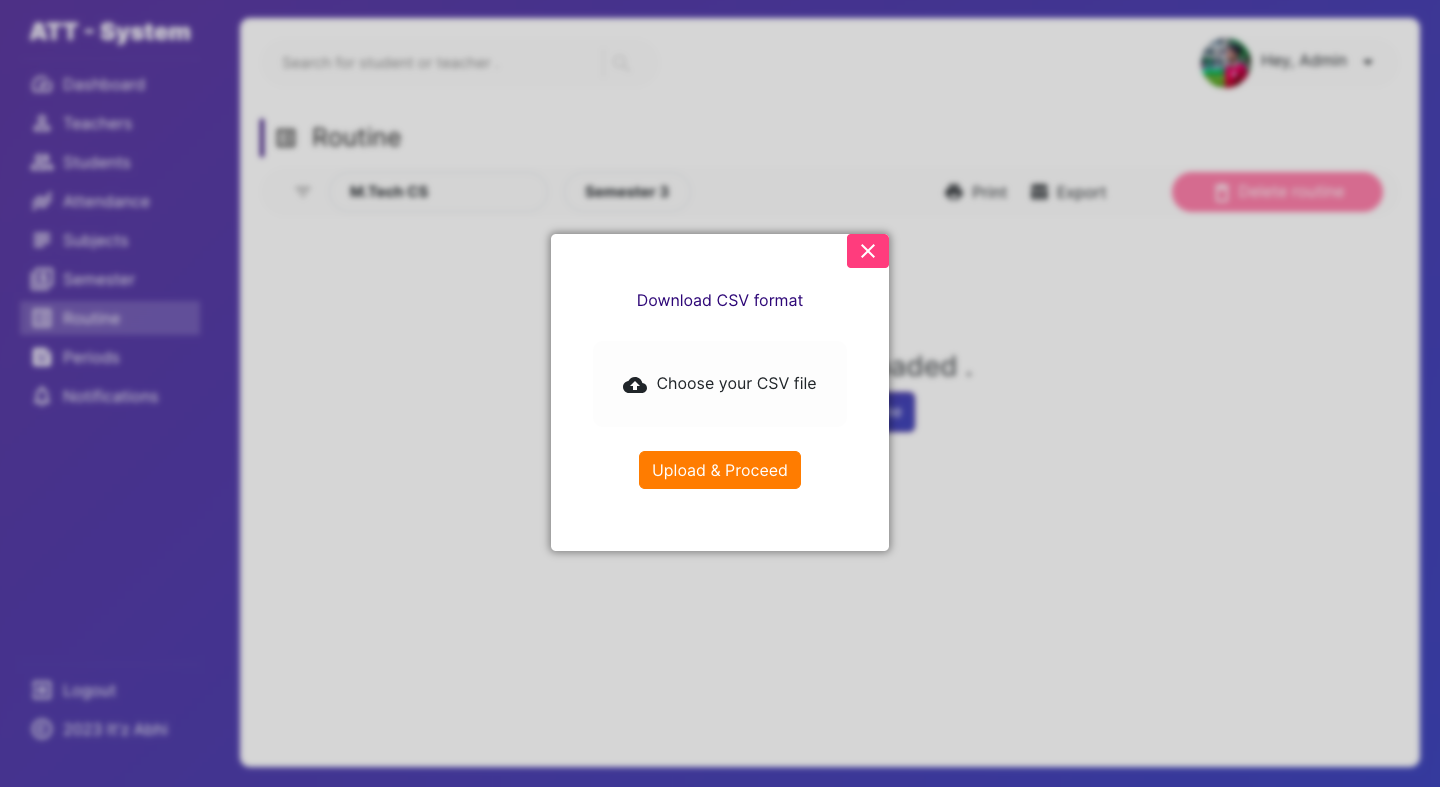 ATT - System
Dashboard
Teachers
Students
Attendance
Subjects
Semester
Routine
Periods
Notifications
Logout
2023 It'z Abhi
Search for student or teacher .
Hey, Admin
Routine
M.Tech CS
Semester 3
Print
Export
Delete routine
Download CSV format
Choose your CSV file
Upload & Proceed